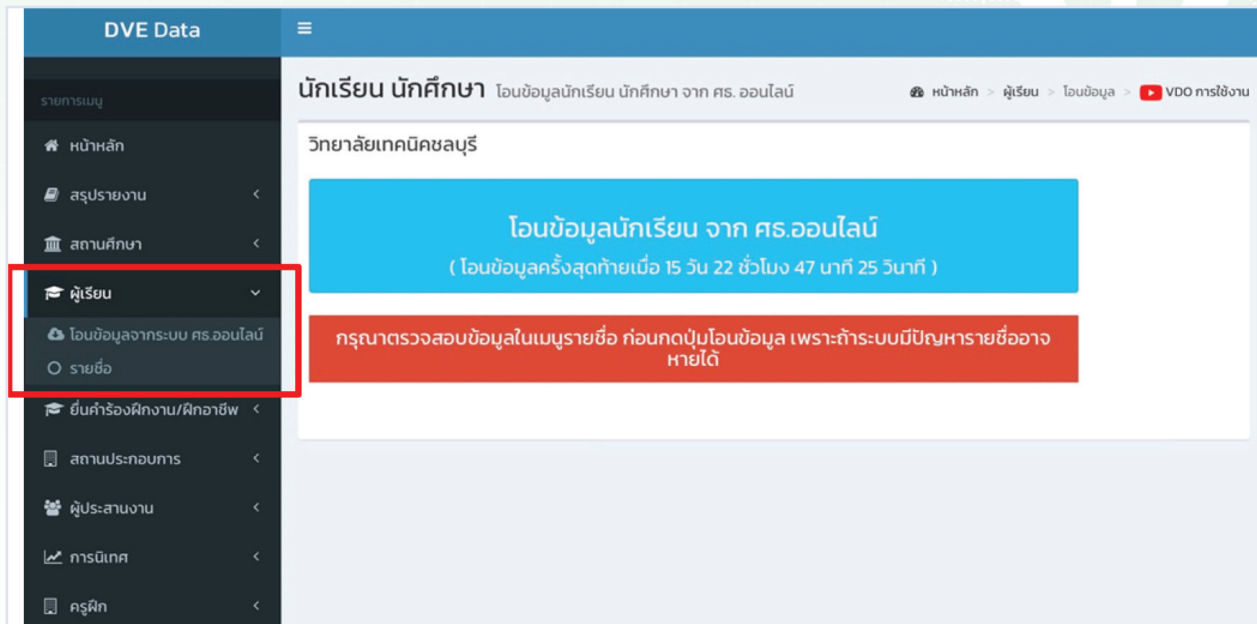 DVE Data
รายการเมนู
หน้าหลัก
สรุปรายงาน
สถานศึกษา
ผู้เรียน
โอนข้อมูลจากระบบ ศธ.ออนไลน์
รายชื่อ
ยื่นคำร้องฝึกงาน/ฝึกอาชีพ
สถานประกอบการ
ผู้ประสานงาน
การนิเทศ
ครูฝึก
นักเรียน นักศึกษา โอนข้อมูลนักเรียน นักศึกษา จาก ศธ. ออนไลน์
หน้าหลัก > ผู้เรียน > โอนข้อมูล > VDO การใช้งาน
วิทยาลัยเทคนิคชลบุรี
โอนข้อมูลนักเรียน จาก ศธ.ออนไลน์
( โอนข้อมูลครั้งสุดท้ายเมื่อ 15 วัน 22 ชั่วโมง 47 นาที 25 วินาที )
กรุณาตรวจสอบข้อมูลในเมนูรายชื่อ ก่อนกดปุ่มโอนข้อมูล เพราะถ้าระบบมีปัญหารายชื่ออาจ
หายได้